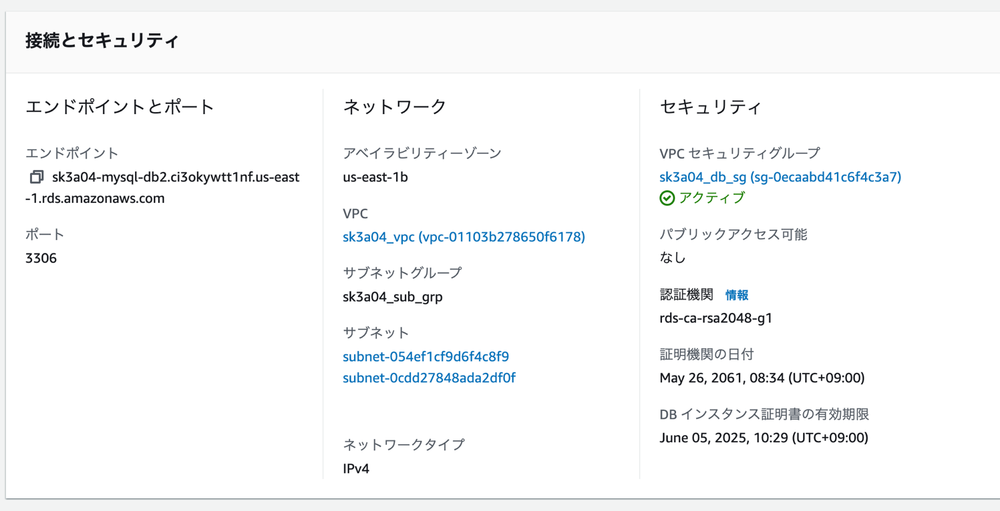 接続とセキュリティ
エンドポイントとポート
エンドポイント
sk3a04-mysql-db2.ci3okywtt1nf.us-east
-1.rds.amazonaws.com
ポート
3306
ネットワーク
アベイラビリティーゾーン
us-east-1b
VPC
sk3a04_vpc (vpc-01103b278650f6178)
サブネットグループ
sk3a04_sub_grp
サブネット
subnet-054ef1cf9d6f4c8f9
subnet-0cdd27848ada2df0f
ネットワークタイプ
IPv4
セキュリティ
VPC セキュリティグループ
sk3a04_db_sg (sg-0ecaabd41c6f4c3a7)
アクティブ
パブリックアクセス可能
なし
認証機関 情報
rds-ca-rsa2048-g1
証明機関の日付
May 26, 2061, 08:34 (UTC+09:00)
DB インスタンス証明書の有効期限
June 05, 2025, 10:29 (UTC+09:00)